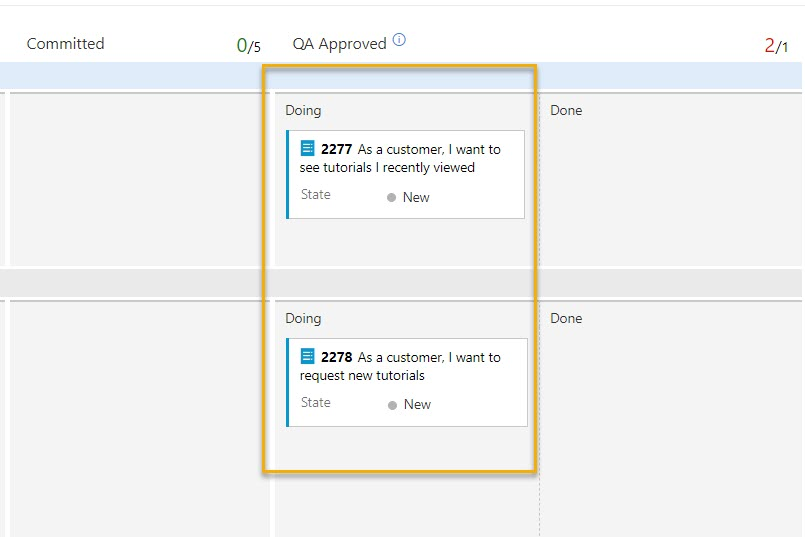 Committed 0/5 QA Approved 2/1
Doing Done
2277 As a customer, I want to
see tutorials I recently viewed
State New
Doing Done
2278 As a customer, I want to
request new tutorials
State New